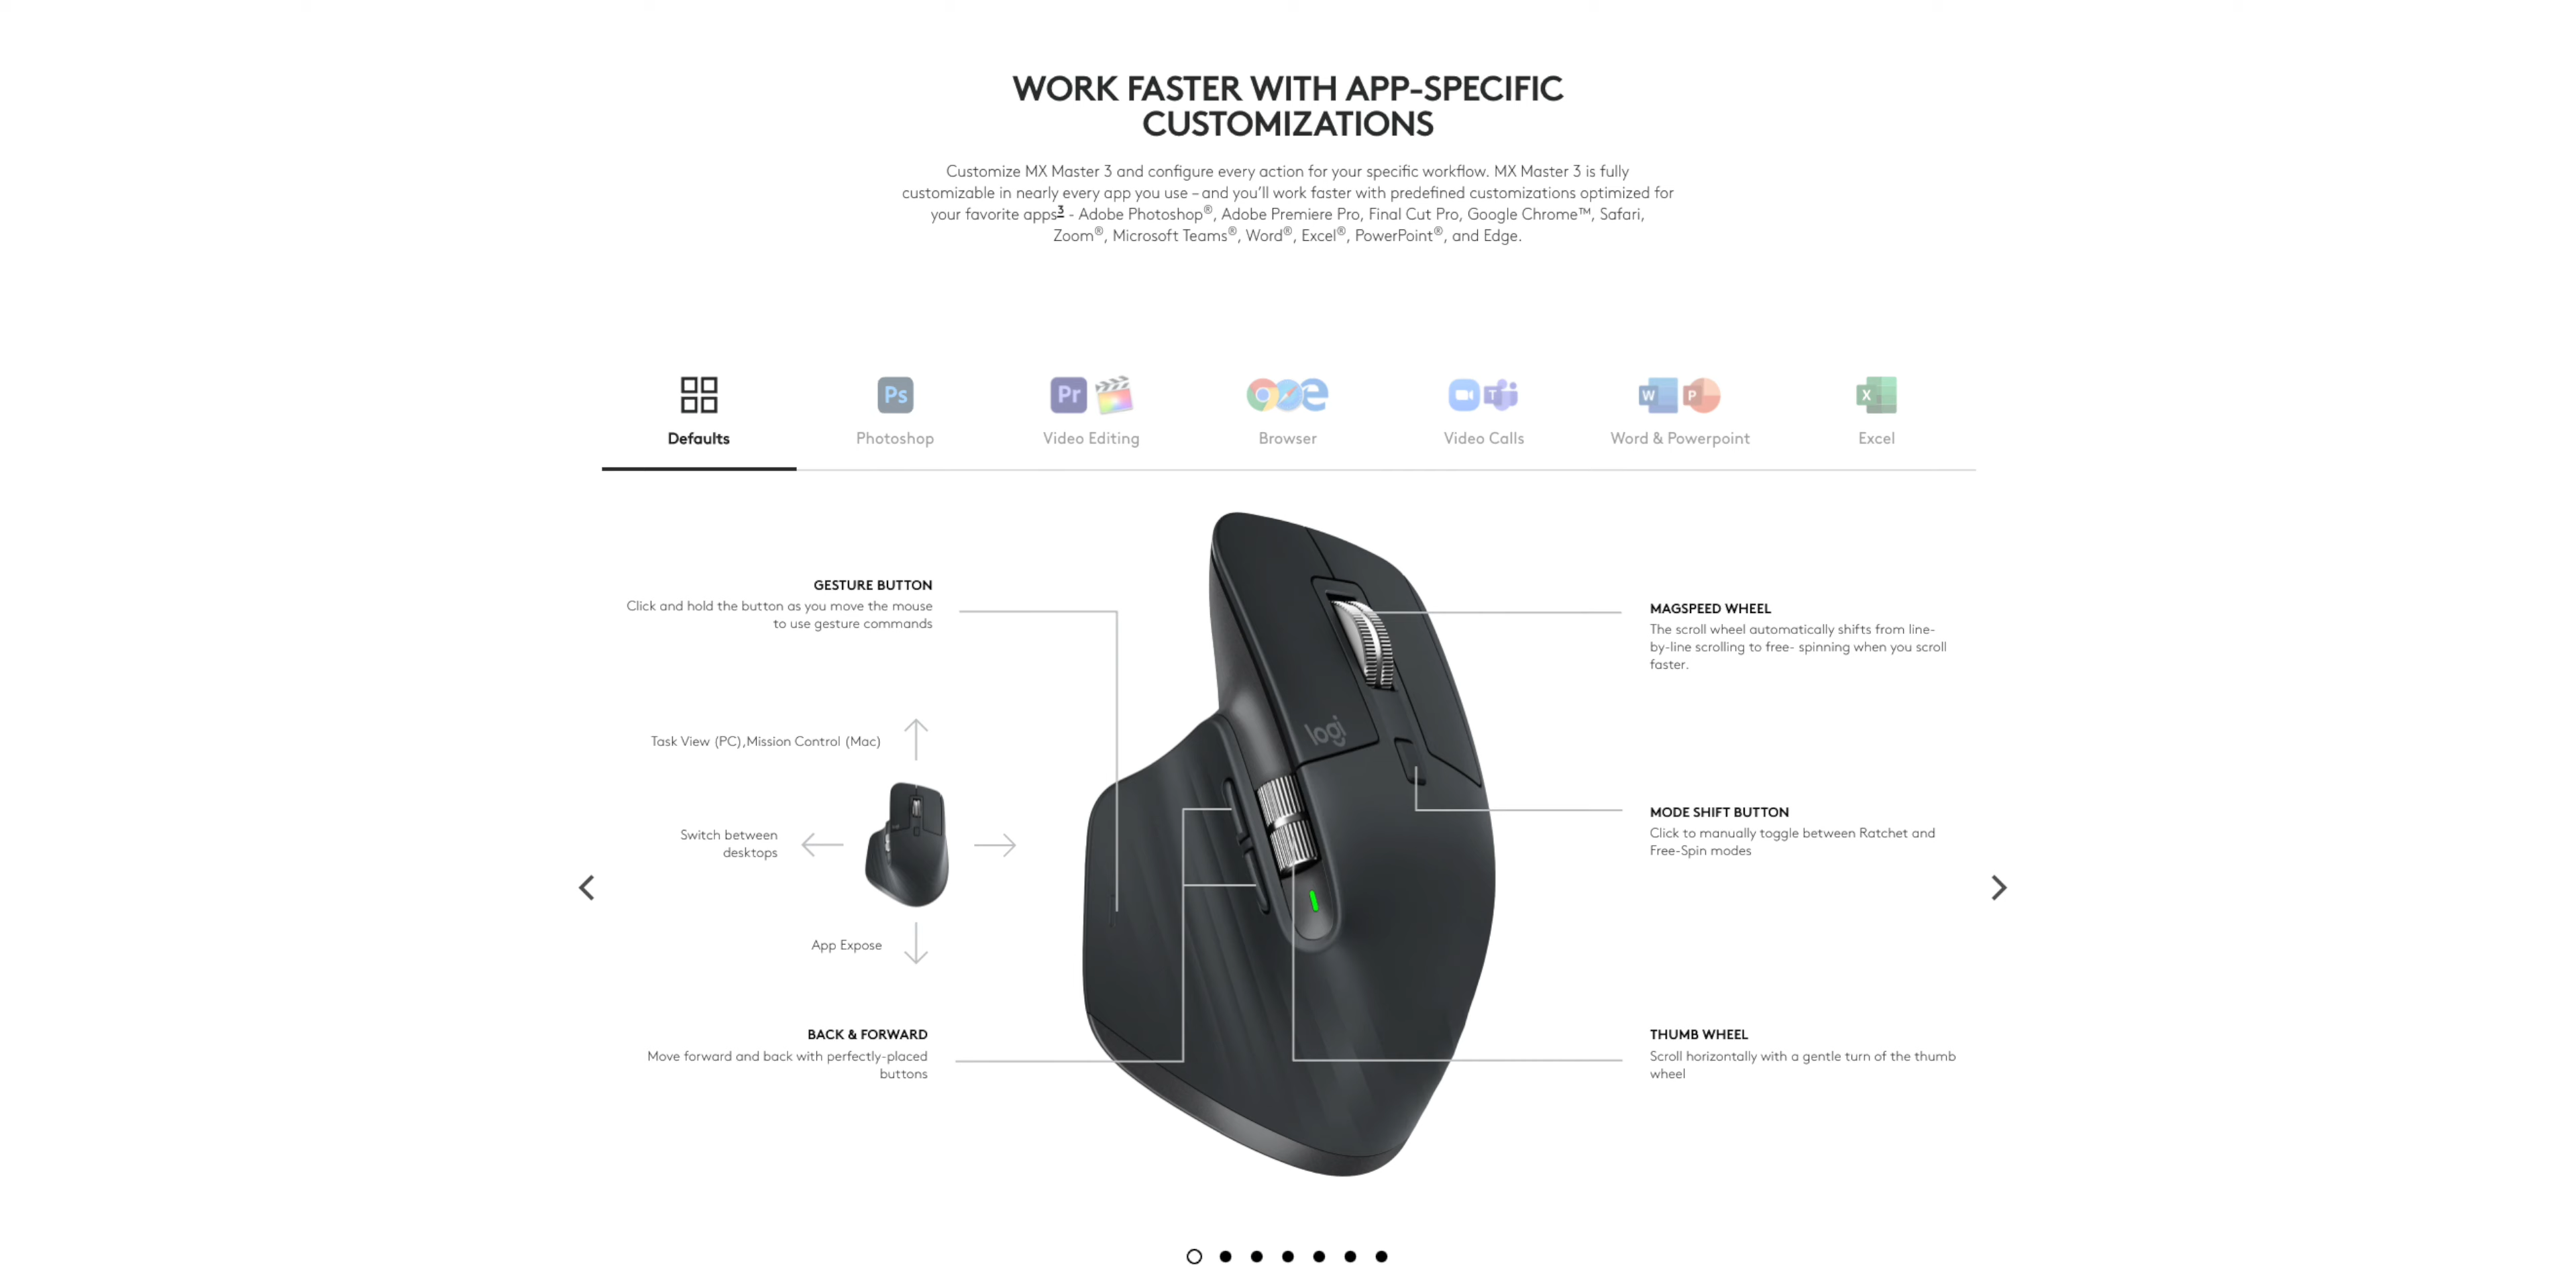 WORK FASTER WITH APP-SPECIFIC
CUSTOMIZATIONS
Customize MX Master 3 and configure every action for your specific workflow. MX Master 3 is fully
customizable in nearly every app you use – and you'll work faster with predefined customizations optimized for
your favorite apps³ - Adobe Photoshop®, Adobe Premiere Pro, Final Cut Pro, Google Chrome™, Safari,
Zoom®, Microsoft Teams®, Word®, Excel®, PowerPoint®, and Edge.
Ps
Pr
T
W
P
X
Defaults
Photoshop
Video Editing
Browser
Video Calls
Word & Powerpoint
Excel
GESTURE BUTTON
Click and hold the button as you move the mouse
to use gesture commands
Task View (PC),Mission Control (Mac)
Switch between
desktops
App Expose
BACK & FORWARD
Move forward and back with perfectly-placed
buttons
logi
MAGSPEED WHEEL
The scroll wheel automatically shifts from line-
by-line scrolling to free- spinning when you scroll
faster.
MODE SHIFT BUTTON
Click to manually toggle between Ratchet and
Free-Spin modes
THUMB WHEEL
Scroll horizontally with a gentle turn of the thumb
wheel